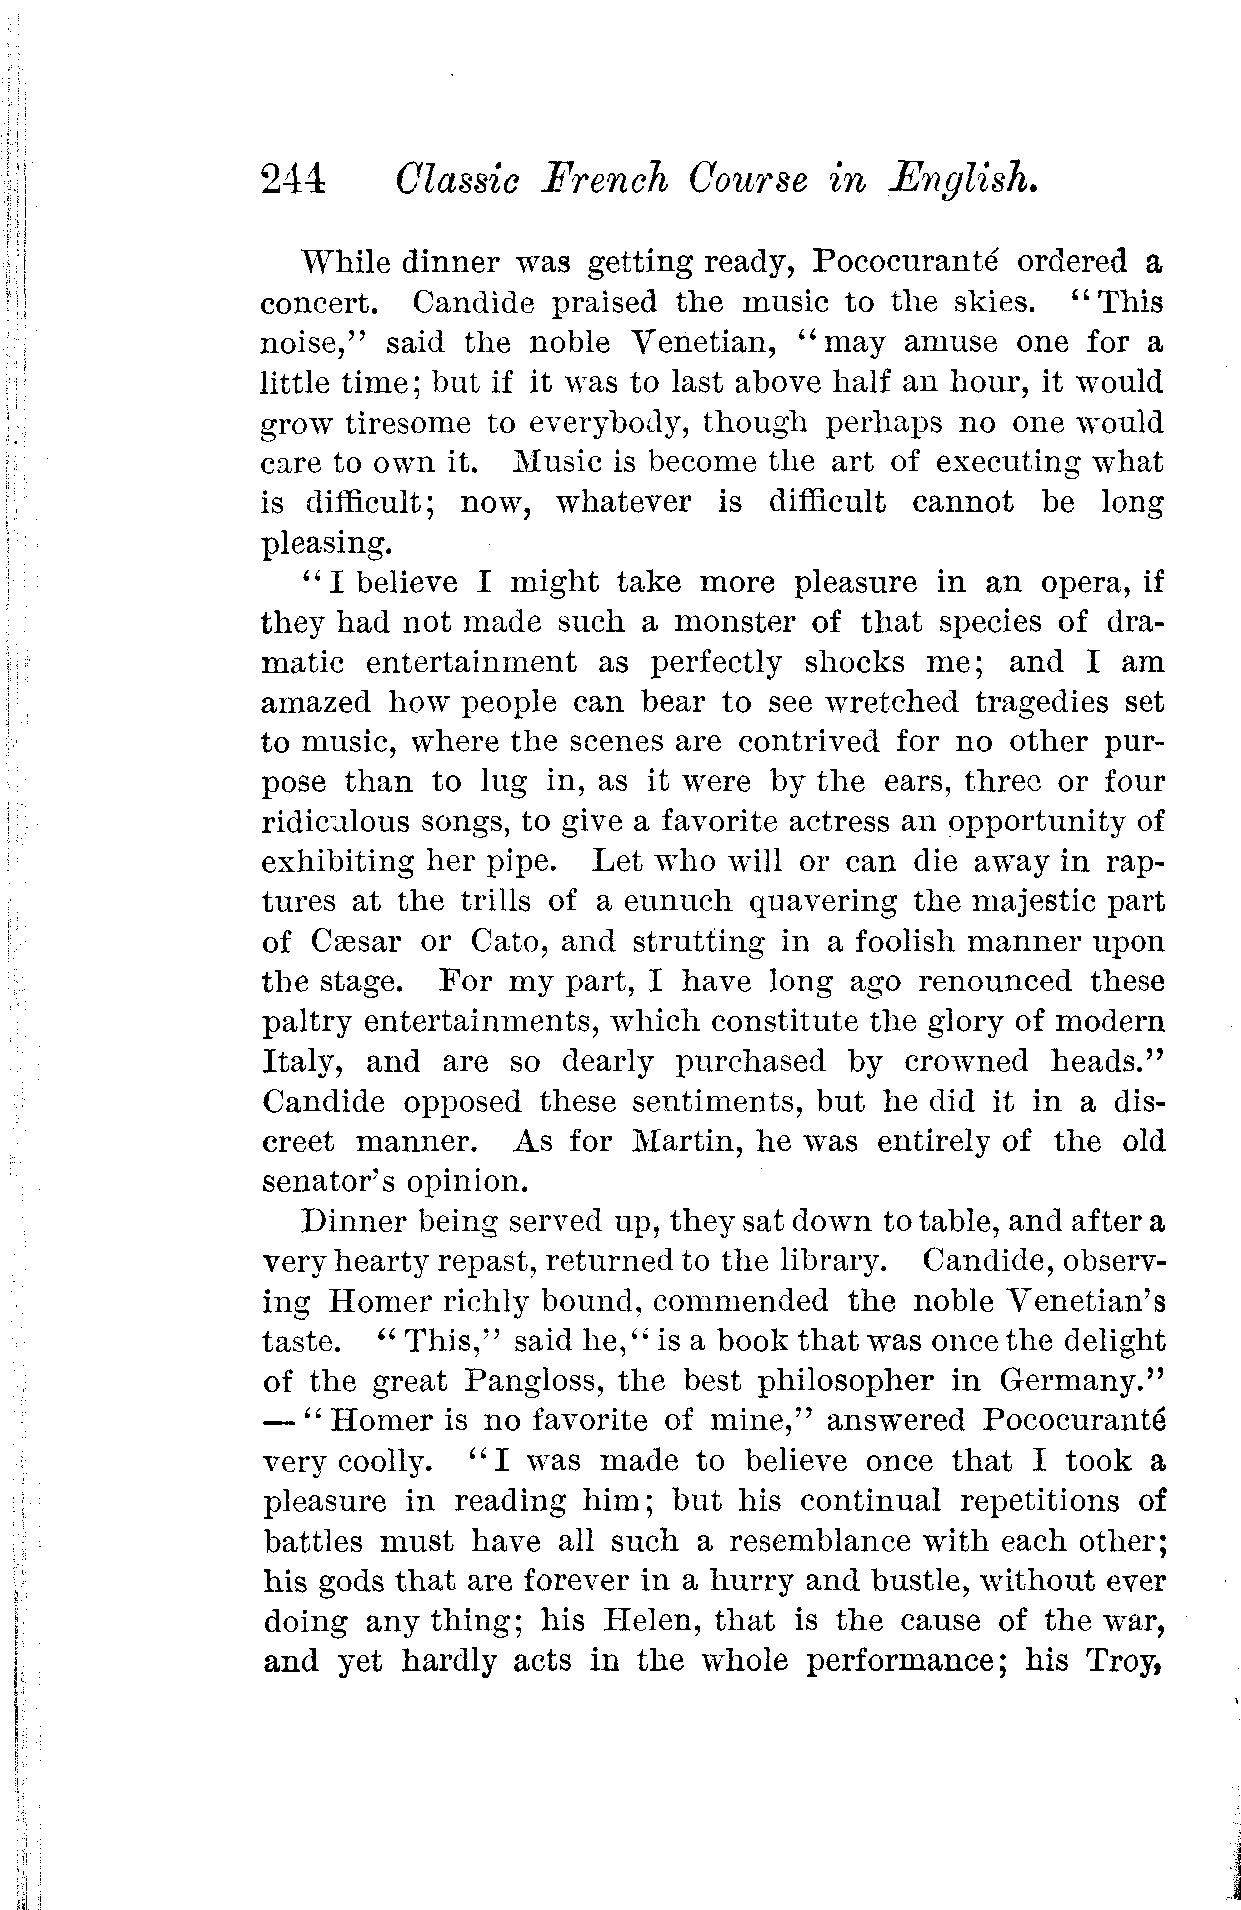 244 Classic French Course in English.
While dinner was getting ready, Pococuranté ordered a
concert. Candide praised the music to the skies. "This
noise," said the noble Venetian, "may amuse one for a
little time; but if it was to last above half an hour, it would
grow tiresome to everybody, though perhaps no one would
care to own it. Music is become the art of executing what
is difficult; now, whatever is difficult cannot be long
pleasing.
"I believe I might take more pleasure in an opera, if
they had not made such a monster of that species of dra-
matic entertainment as perfectly shocks me; and I am
amazed how people can bear to see wretched tragedies set
to music, where the scenes are contrived for no other pur-
pose than to lug in, as it were by the ears, three or four
ridiculous songs, to give a favorite actress an opportunity of
exhibiting her pipe. Let who will or can die away in rap-
tures at the trills of a eunuch quavering the majestic part
of Cæsar or Cato, and strutting in a foolish manner upon
the stage. For my part, I have long ago renounced these
paltry entertainments, which constitute the glory of modern
Italy, and are so dearly purchased by crowned heads."
Candide opposed these sentiments, but he did it in a dis-
creet manner. As for Martin, he was entirely of the old
senator's opinion.
Dinner being served up, they sat down to table, and after a
very hearty repast, returned to the library. Candide, observ-
ing Homer richly bound, commended the noble Venetian's
taste. "This," said he, "is a book that was once the delight
of the great Pangloss, the best philosopher in Germany."
— "Homer is no favorite of mine," answered Pococuranté
very coolly. "I was made to believe once that I took a
pleasure in reading him; but his continual repetitions of
battles must have all such a resemblance with each other;
his gods that are forever in a hurry and bustle, without ever
doing any thing; his Helen, that is the cause of the war,
and yet hardly acts in the whole performance; his Troy,